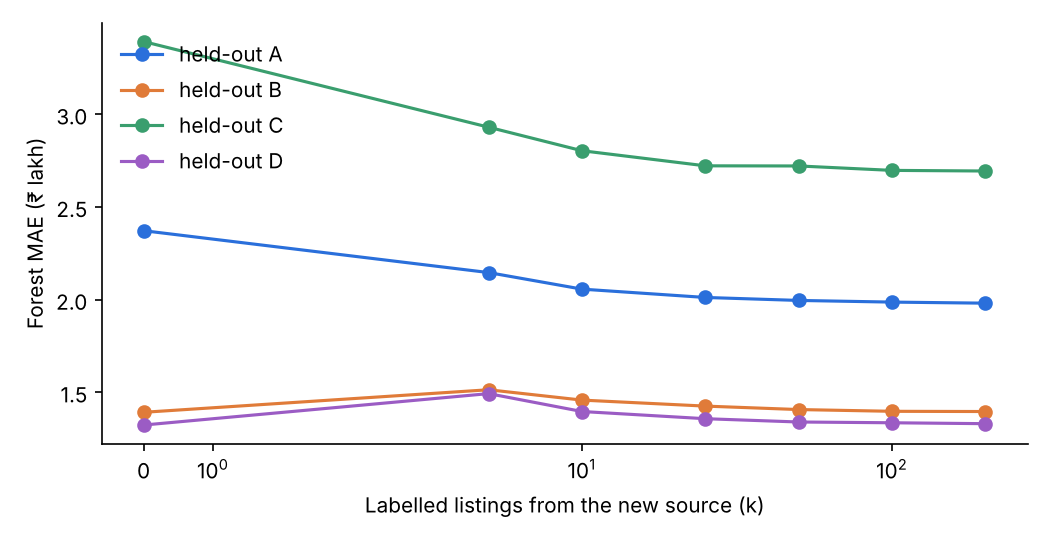 held-out A
held-out B
held-out C
held-out D
3.0
2.5
2.0
1.5
Forest MAE (₹ lakh)
0 10⁰ 10¹ 10²
Labelled listings from the new source (k)